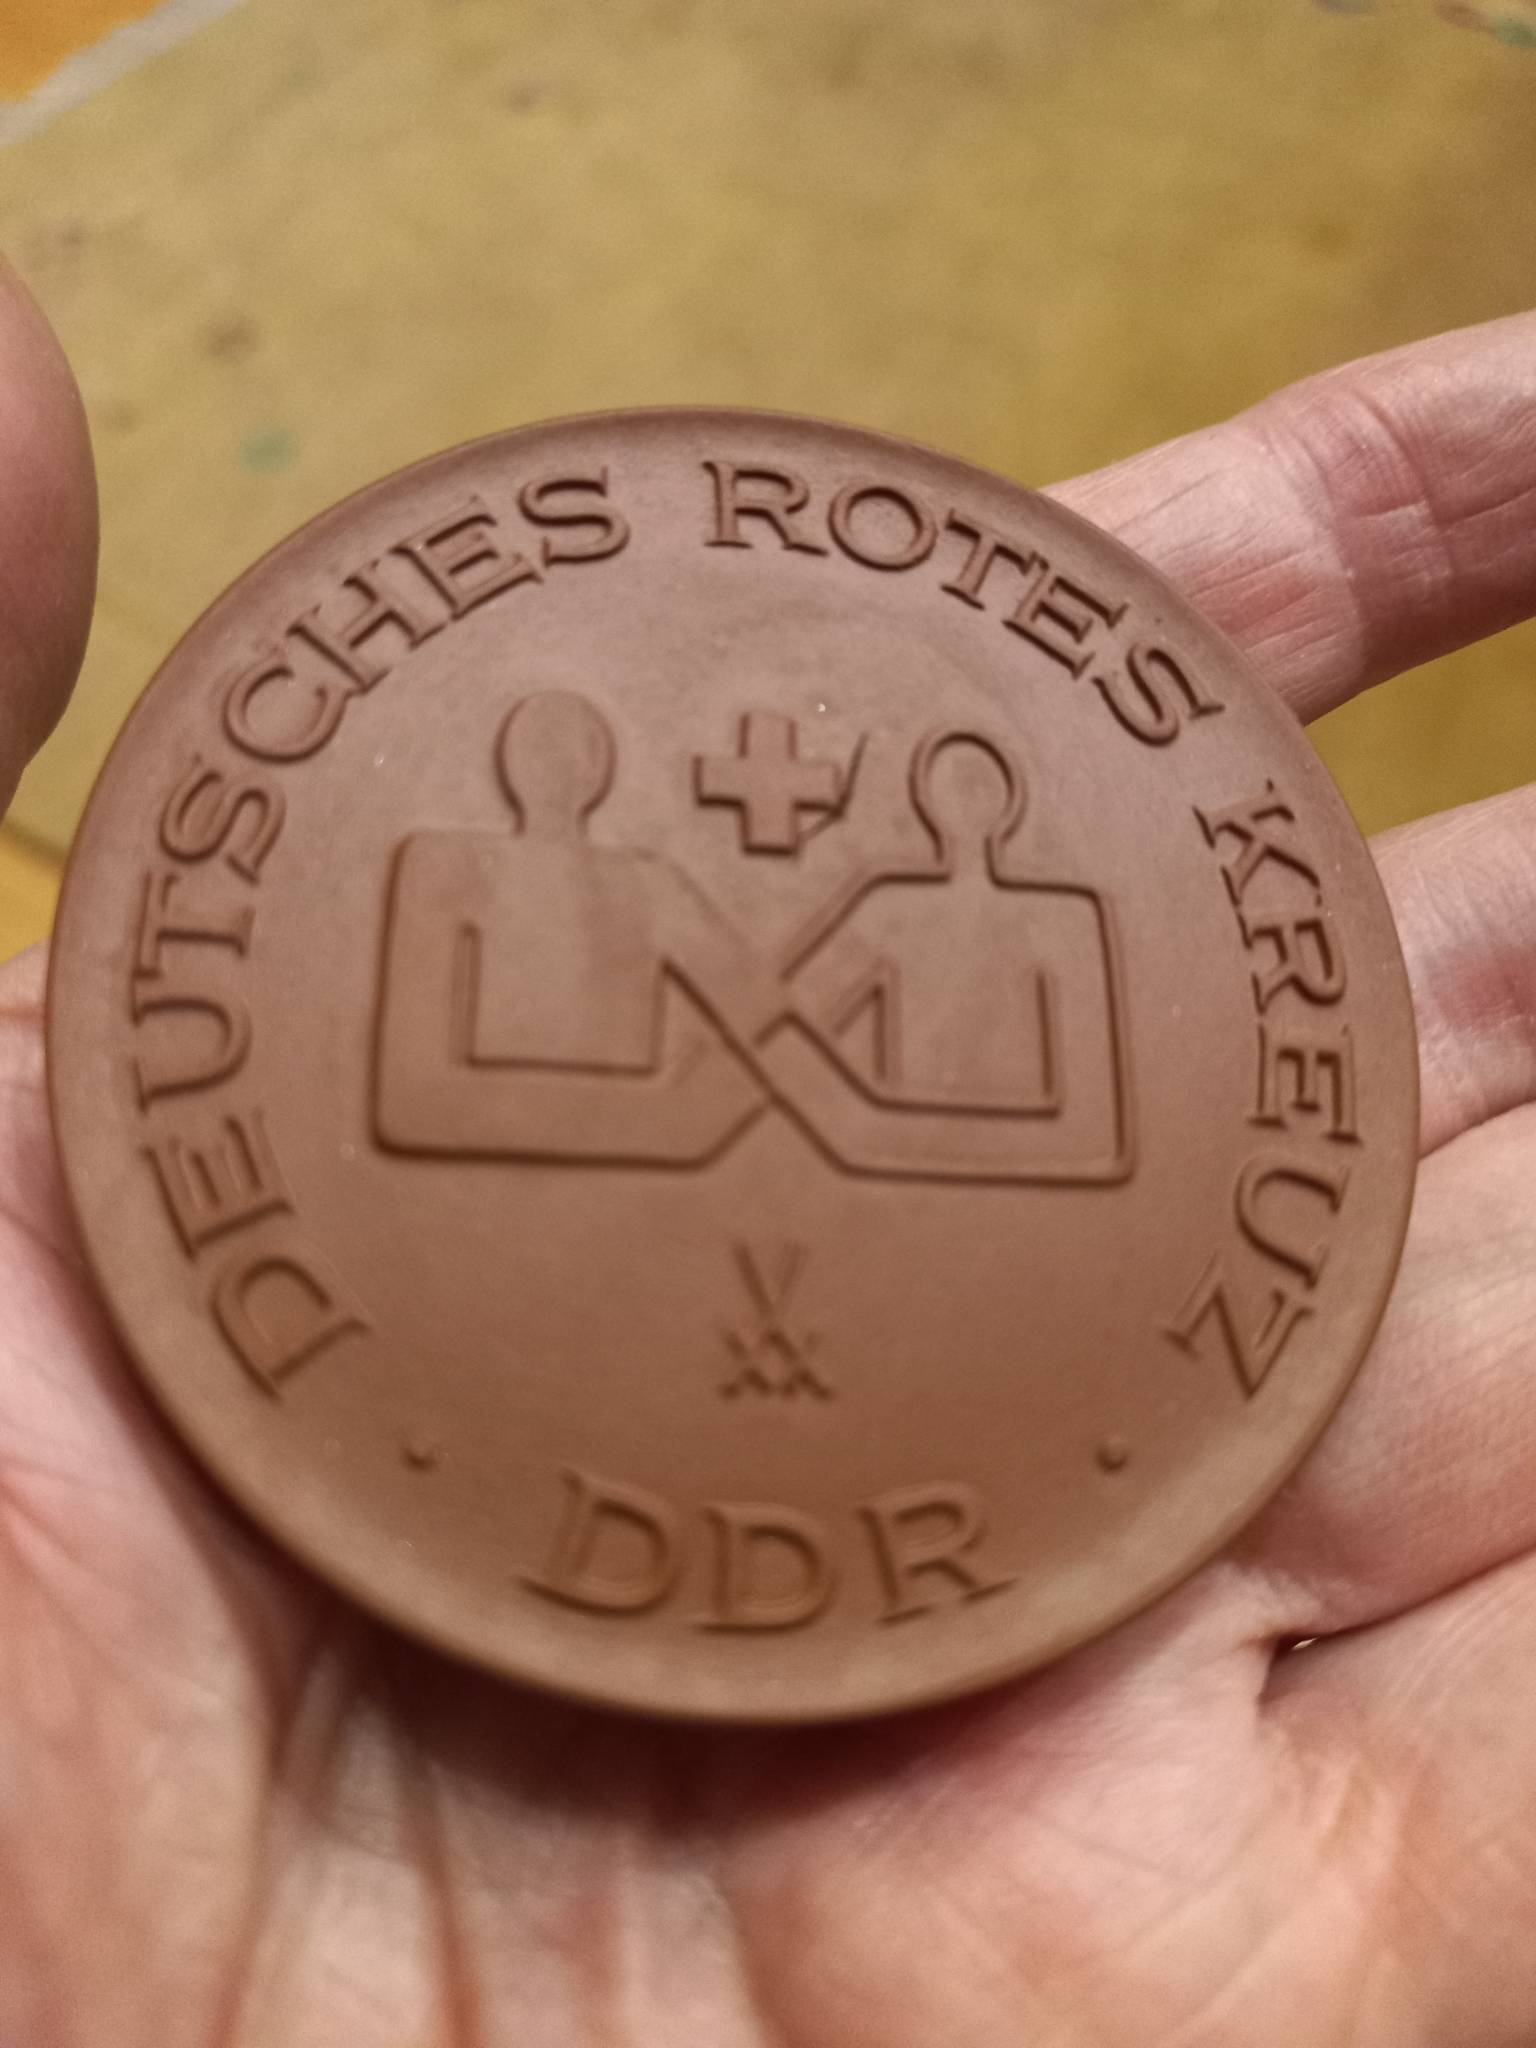 DEUTSCHES ROTES KREUZ
· DDR ·